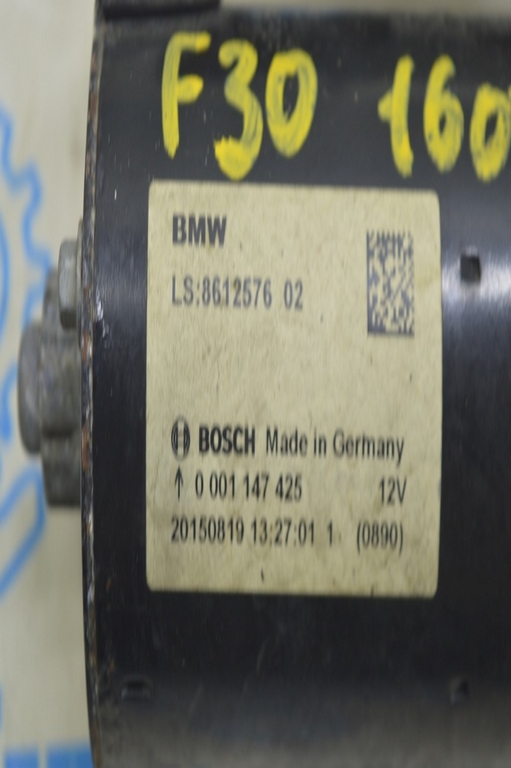 F30 160
BMW
LS:8612576 02
BOSCH Made in Germany
↑ 0 001 147 425 12V
20150819 13:27:01 1 (0890)